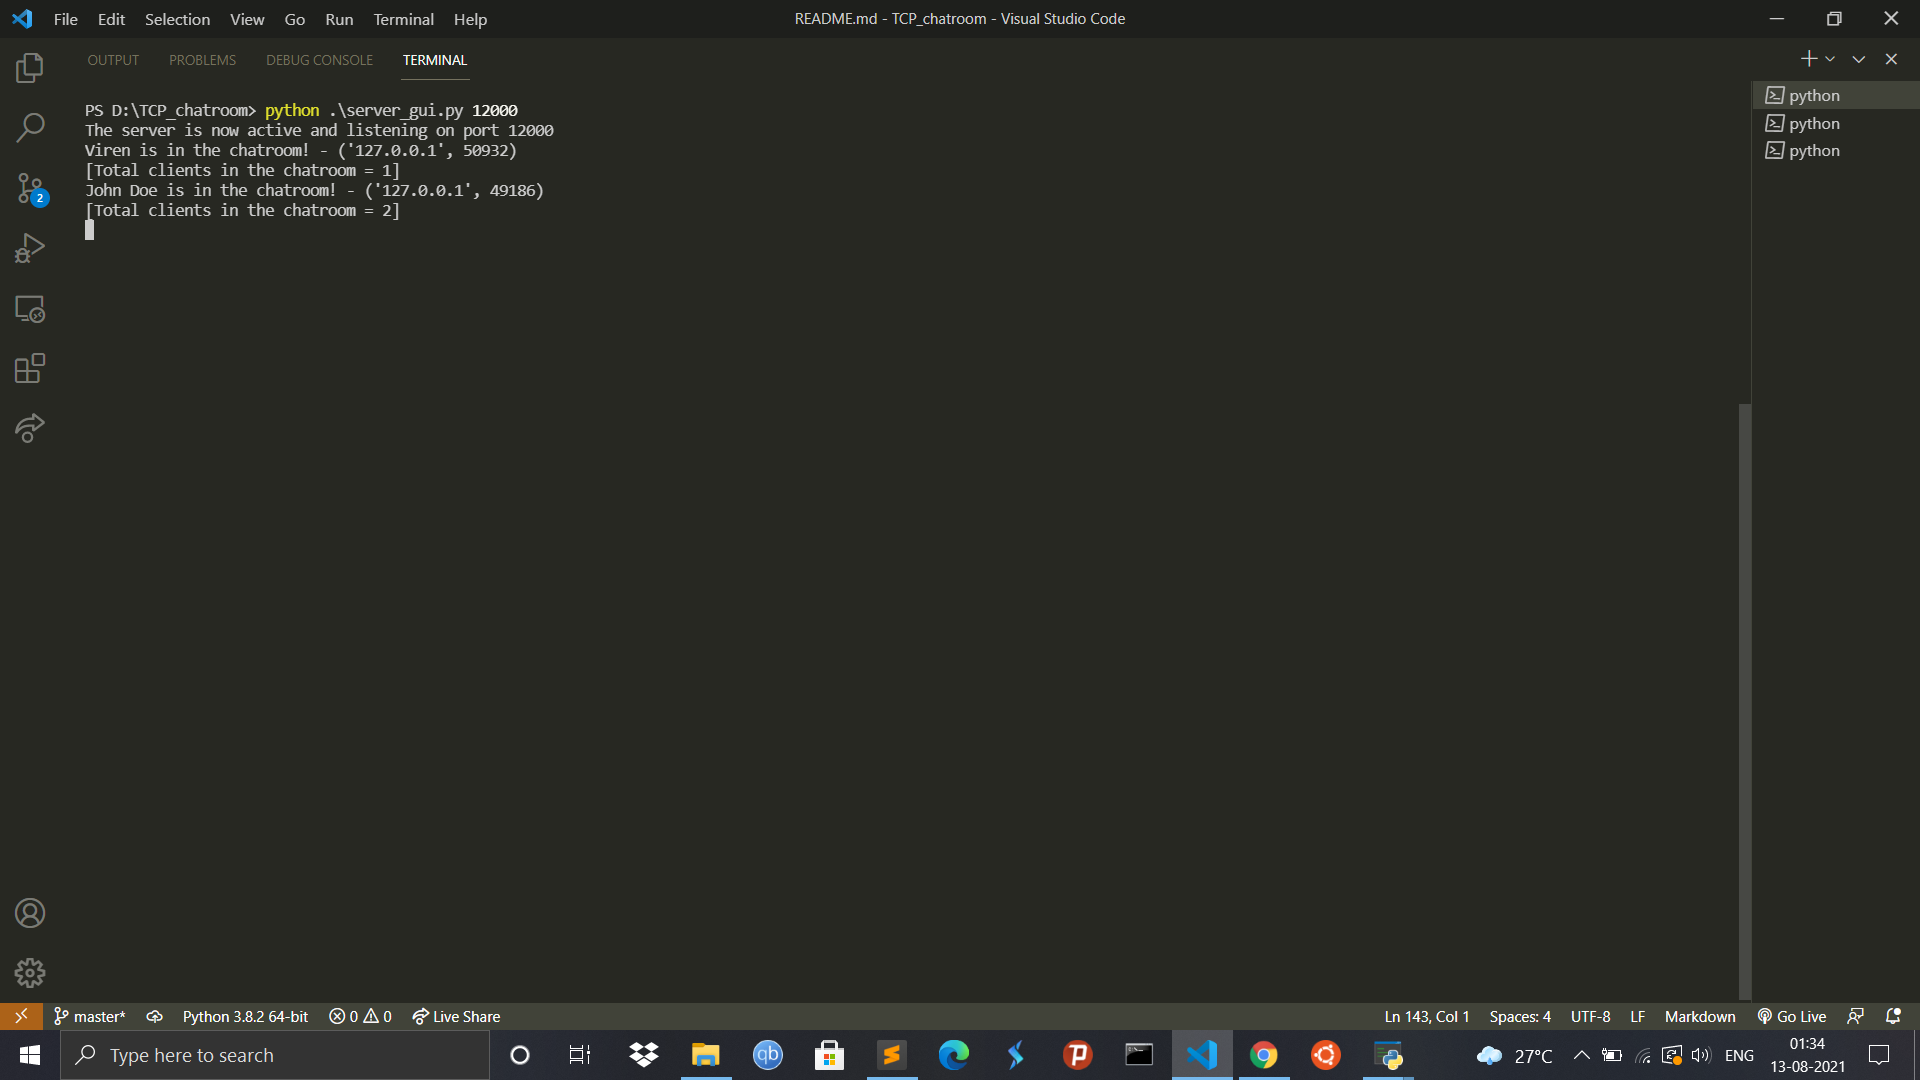 File Edit Selection View Go Run Terminal Help
README.md - TCP_chatroom - Visual Studio Code
OUTPUT PROBLEMS DEBUG CONSOLE TERMINAL
PS D:\TCP_chatroom> python .\server_gui.py 12000
The server is now active and listening on port 12000
Viren is in the chatroom! - ('127.0.0.1', 50932)
[Total clients in the chatroom = 1]
John Doe is in the chatroom! - ('127.0.0.1', 49186)
[Total clients in the chatroom = 2]
python
python
python
2
master* Python 3.8.2 64-bit 0 0 Live Share
Ln 143, Col 1 Spaces: 4 UTF-8 LF Markdown Go Live
Type here to search
qb
27°C ENG
01:34
13-08-2021